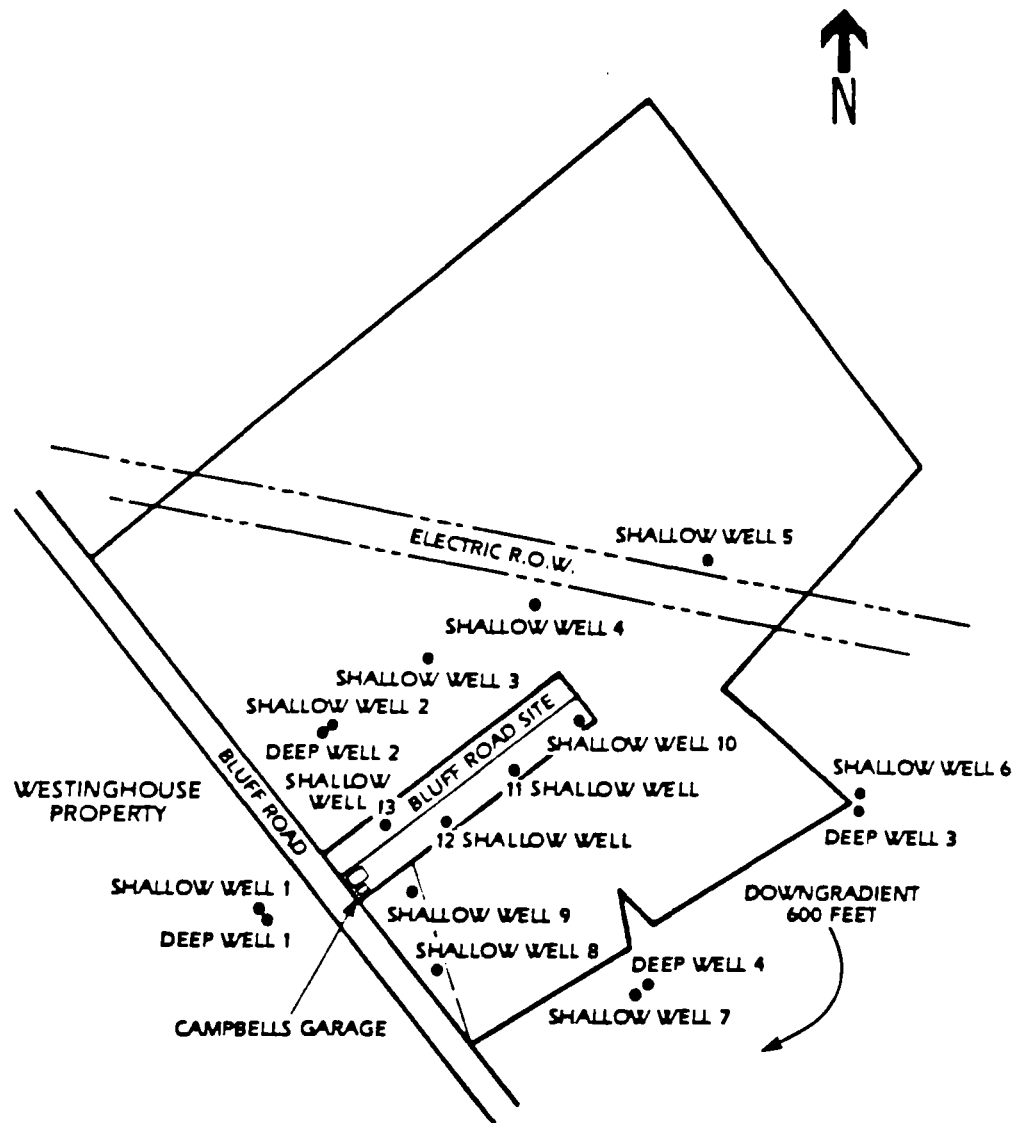 N
SHALLOW WELL 5
ELECTRIC R.O.W.
SHALLOW WELL 4
SHALLOW WELL 3
SHALLOW WELL 2
DEEP WELL 2
SHALLOW
WELL 13
BLUFF ROAD SITE
SHALLOW WELL 10
11 SHALLOW WELL
12 SHALLOW WELL
WESTINGHOUSE
PROPERTY
BLUFF ROAD
SHALLOW WELL 6
DEEP WELL 3
DOWNGRADIENT
600 FEET
SHALLOW WELL 1
DEEP WELL 1
SHALLOW WELL 9
SHALLOW WELL 8
DEEP WELL 4
SHALLOW WELL 7
CAMPBELLS GARAGE